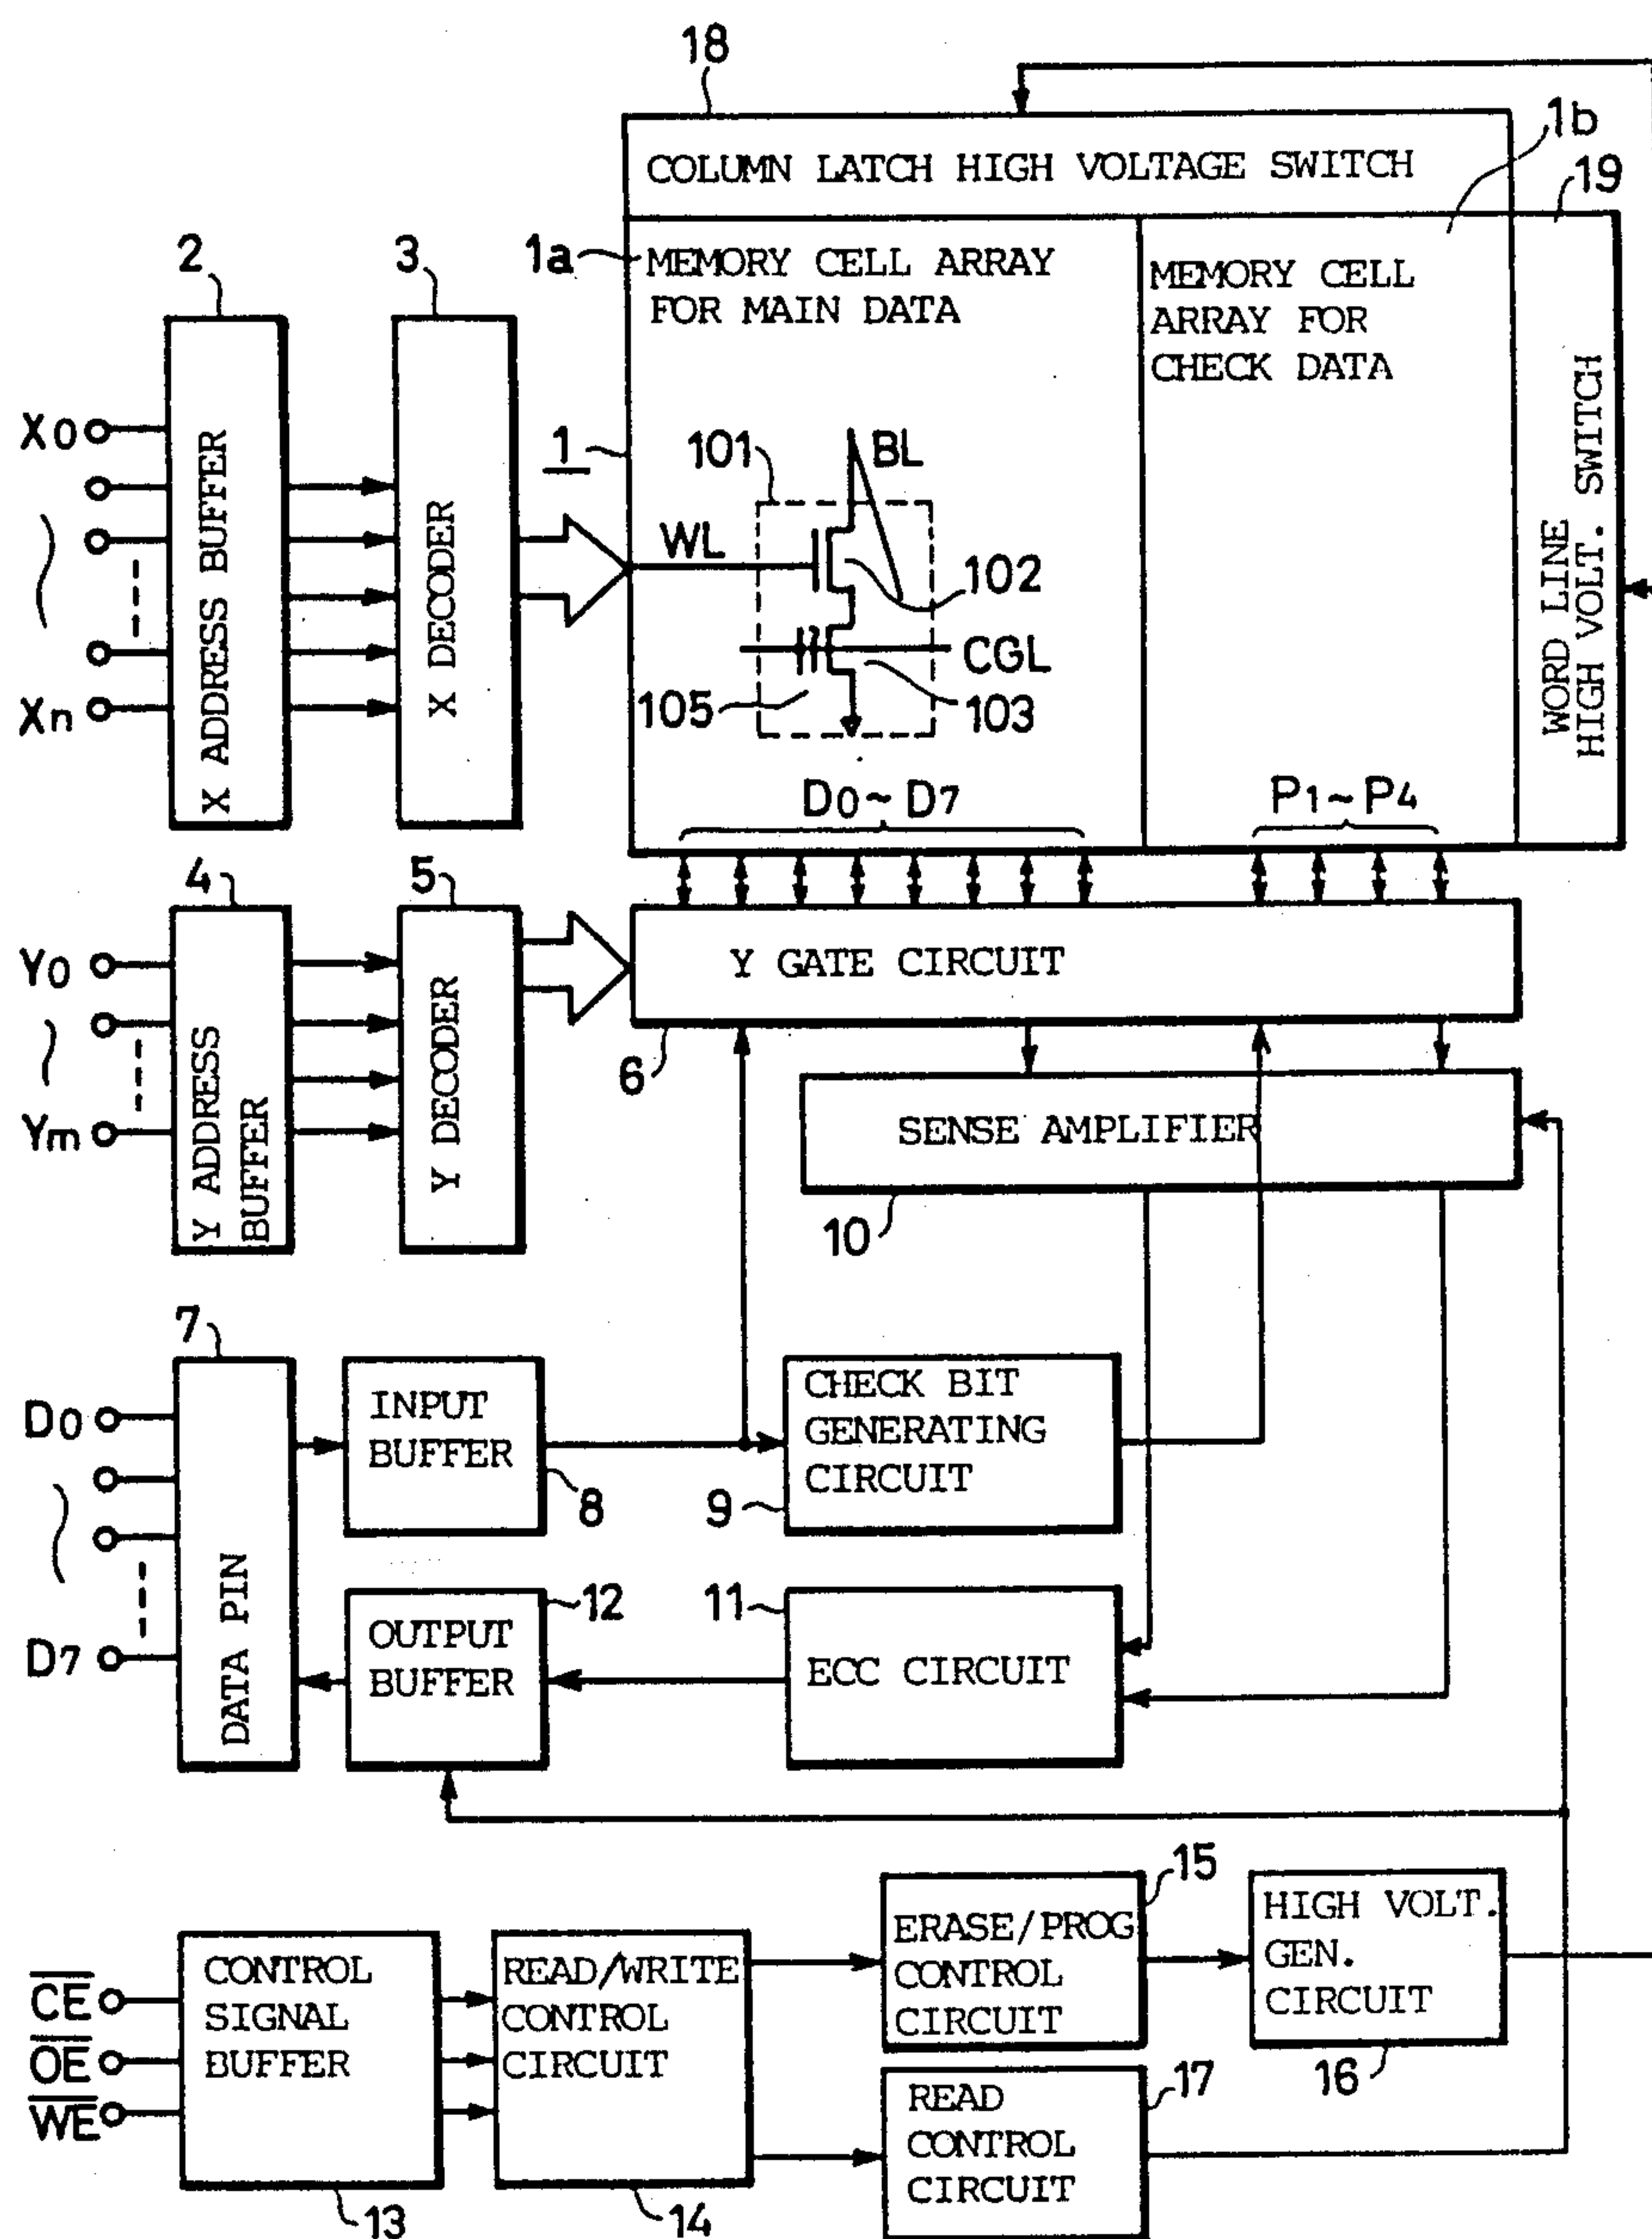 18
COLUMN LATCH HIGH VOLTAGE SWITCH
1b
19
2
3
1a
MEMORY CELL ARRAY
FOR MAIN DATA
MEMORY CELL
ARRAY FOR
CHECK DATA
WORD LINE
HIGH VOLT. SWITCH
X0
Xn
X ADDRESS BUFFER
X DECODER
1
101
BL
WL
102
CGL
105
103
D0~D7
P1~P4
4
5
Y0
Ym
Y ADDRESS
BUFFER
Y DECODER
Y GATE CIRCUIT
6
SENSE AMPLIFIER
10
7
D0
D7
DATA PIN
INPUT
BUFFER
8
CHECK BIT
GENERATING
CIRCUIT
9
12
OUTPUT
BUFFER
11
ECC CIRCUIT
15
CE
OE
WE
CONTROL
SIGNAL
BUFFER
13
READ/WRITE
CONTROL
CIRCUIT
14
ERASE/PROG
CONTROL
CIRCUIT
HIGH VOLT.
GEN.
CIRCUIT
16
17
READ
CONTROL
CIRCUIT